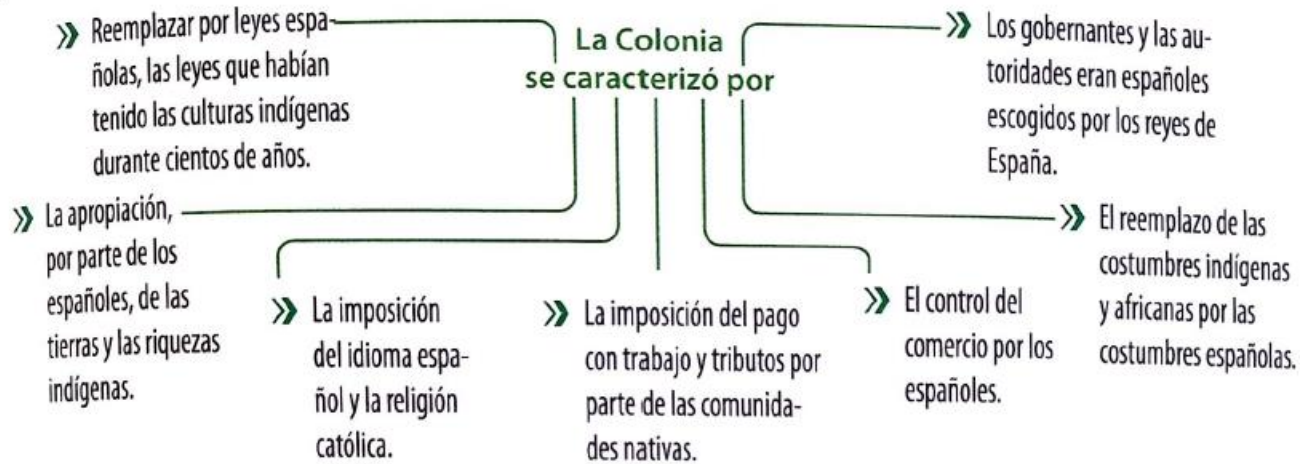 La Colonia
se caracterizó por
» Reemplazar por leyes espa-
ñolas, las leyes que habían
tenido las culturas indígenas
durante cientos de años.
» La apropiación,
por parte de los
españoles, de las
tierras y las riquezas
indígenas.
» La imposición
del idioma espa-
ñol y la religión
católica.
» La imposición del pago
con trabajo y tributos por
parte de las comunida-
des nativas.
» El control del
comercio por los
españoles.
» El reemplazo de las
costumbres indígenas
y africanas por las
costumbres españolas.
» Los gobernantes y las au-
toridades eran españoles
escogidos por los reyes de
España.